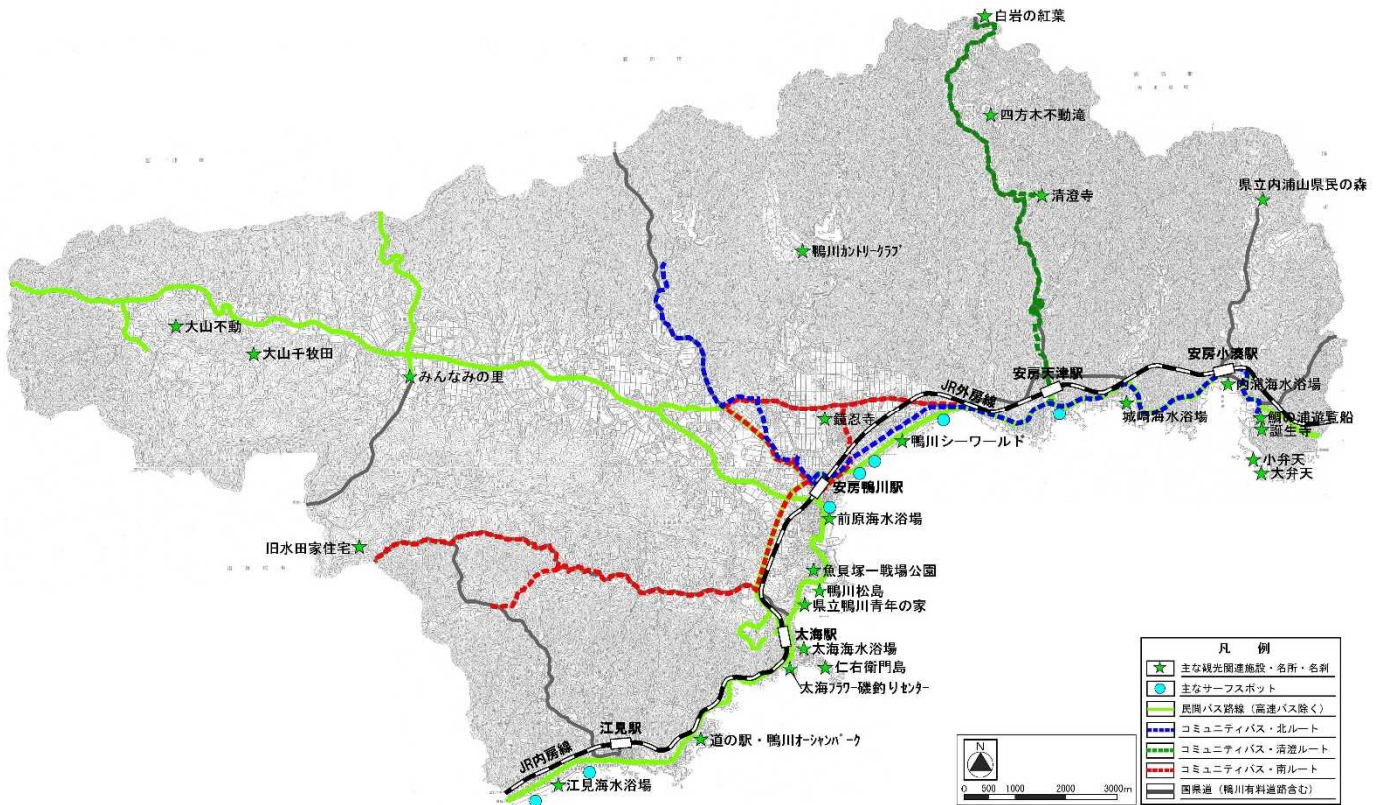 白岩の紅葉
四方木不動滝
清澄寺
県立内浦山県民の森
鴨川カントリークラブ
大山不動
大山千牧田
みんなみの里
安房小湊駅
内浦海水浴場
安房天津駅
JR外房線
城崎海水浴場
鯛の浦遊覧船
誕生寺
小弁天
大弁天
鏡忍寺
鴨川シーワールド
安房鴨川駅
前原海水浴場
旧水田家住宅
魚貝塚一戦場公園
鴨川松島
県立鴨川青年の家
太海駅
太海海水浴場
仁右衛門島
太海フラワー磯釣りセンター
江見駅
道の駅・鴨川オーシャンパーク
JR内房線
江見海水浴場
凡 例
主な観光関連施設・名所・名刹
主なサーフスポット
民間バス路線（高速バス除く）
コミュニティバス・北ルート
コミュニティバス・清澄ルート
コミュニティバス・南ルート
国県道（鴨川有料道路含む）
N
0 500 1000 2000 3000m